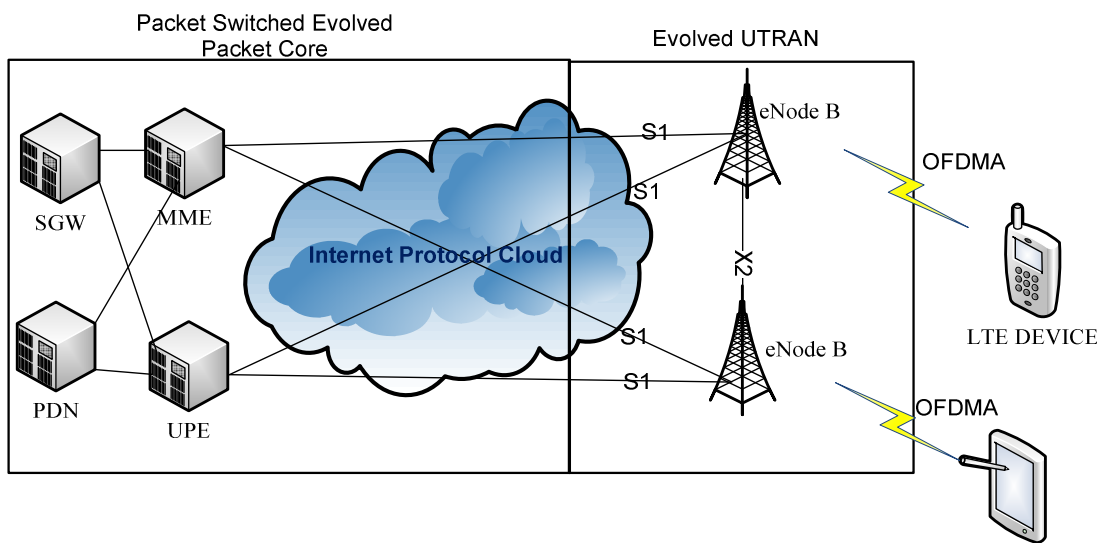 Packet Switched Evolved
Packet Core
Evolved UTRAN
eNode B
S1
OFDMA
S1
SGW
MME
Internet Protocol Cloud
X2
LTE DEVICE
S1
eNode B
S1
PDN
UPE
OFDMA